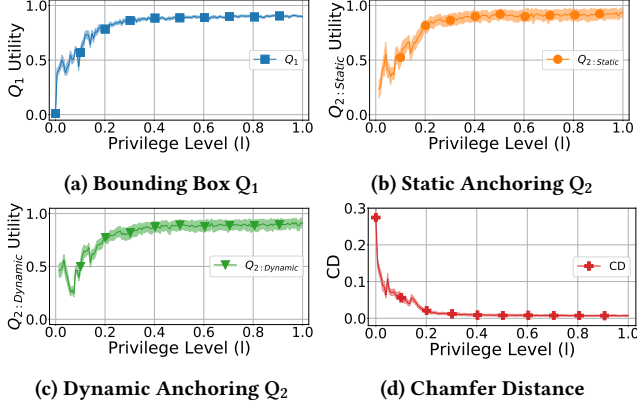 1.0
0.5
0.0
Q1 Utility
Q1
0.0 0.2 0.4 0.6 0.8 1.0
Privilege Level (l)
(a) Bounding Box Q1
1.0
0.5
0.0
Q2:Static Utility
Q2:Static
0.0 0.2 0.4 0.6 0.8 1.0
Privilege Level (l)
(b) Static Anchoring Q2
1.0
0.5
0.0
Q2:Dynamic Utility
Q2:Dynamic
0.0 0.2 0.4 0.6 0.8 1.0
Privilege Level (l)
(c) Dynamic Anchoring Q2
0.3
0.2
0.1
0.0
CD
CD
0.0 0.2 0.4 0.6 0.8 1.0
Privilege Level (l)
(d) Chamfer Distance